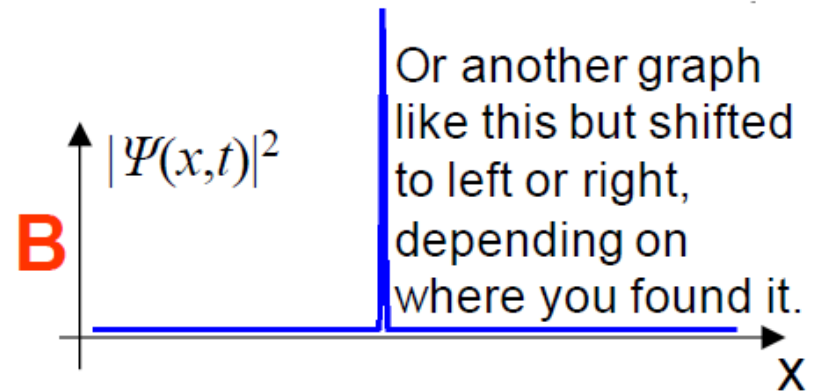 Or another graph
like this but shifted
|Ψ(x,t)|²
to left or right,
B
depending on
where you found it.
x